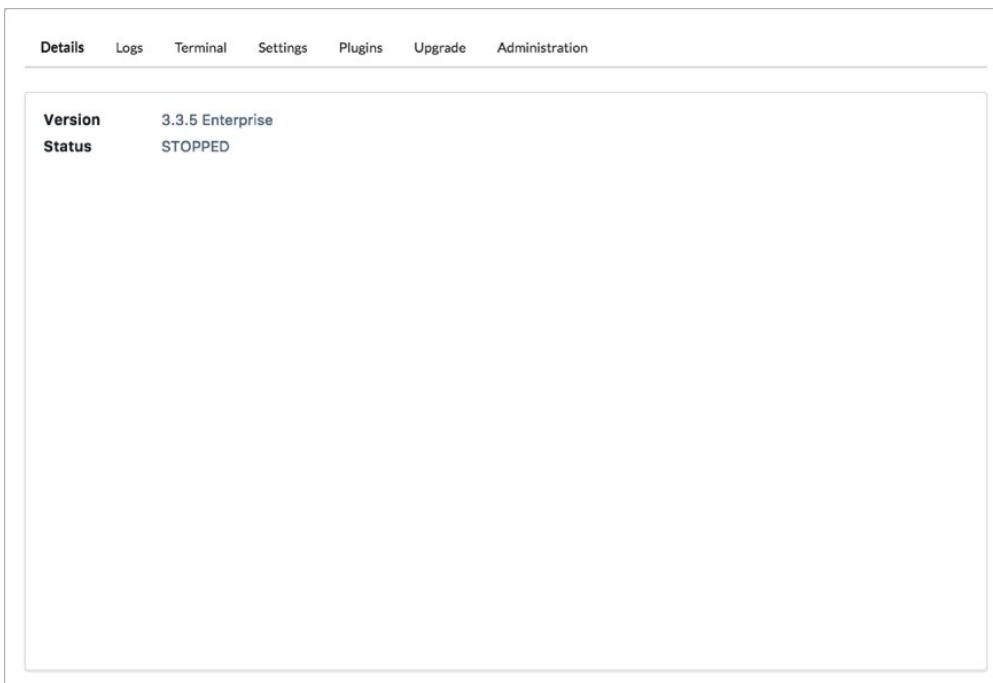 Details Logs Terminal Settings Plugins Upgrade Administration
Version 3.3.5 Enterprise
Status STOPPED